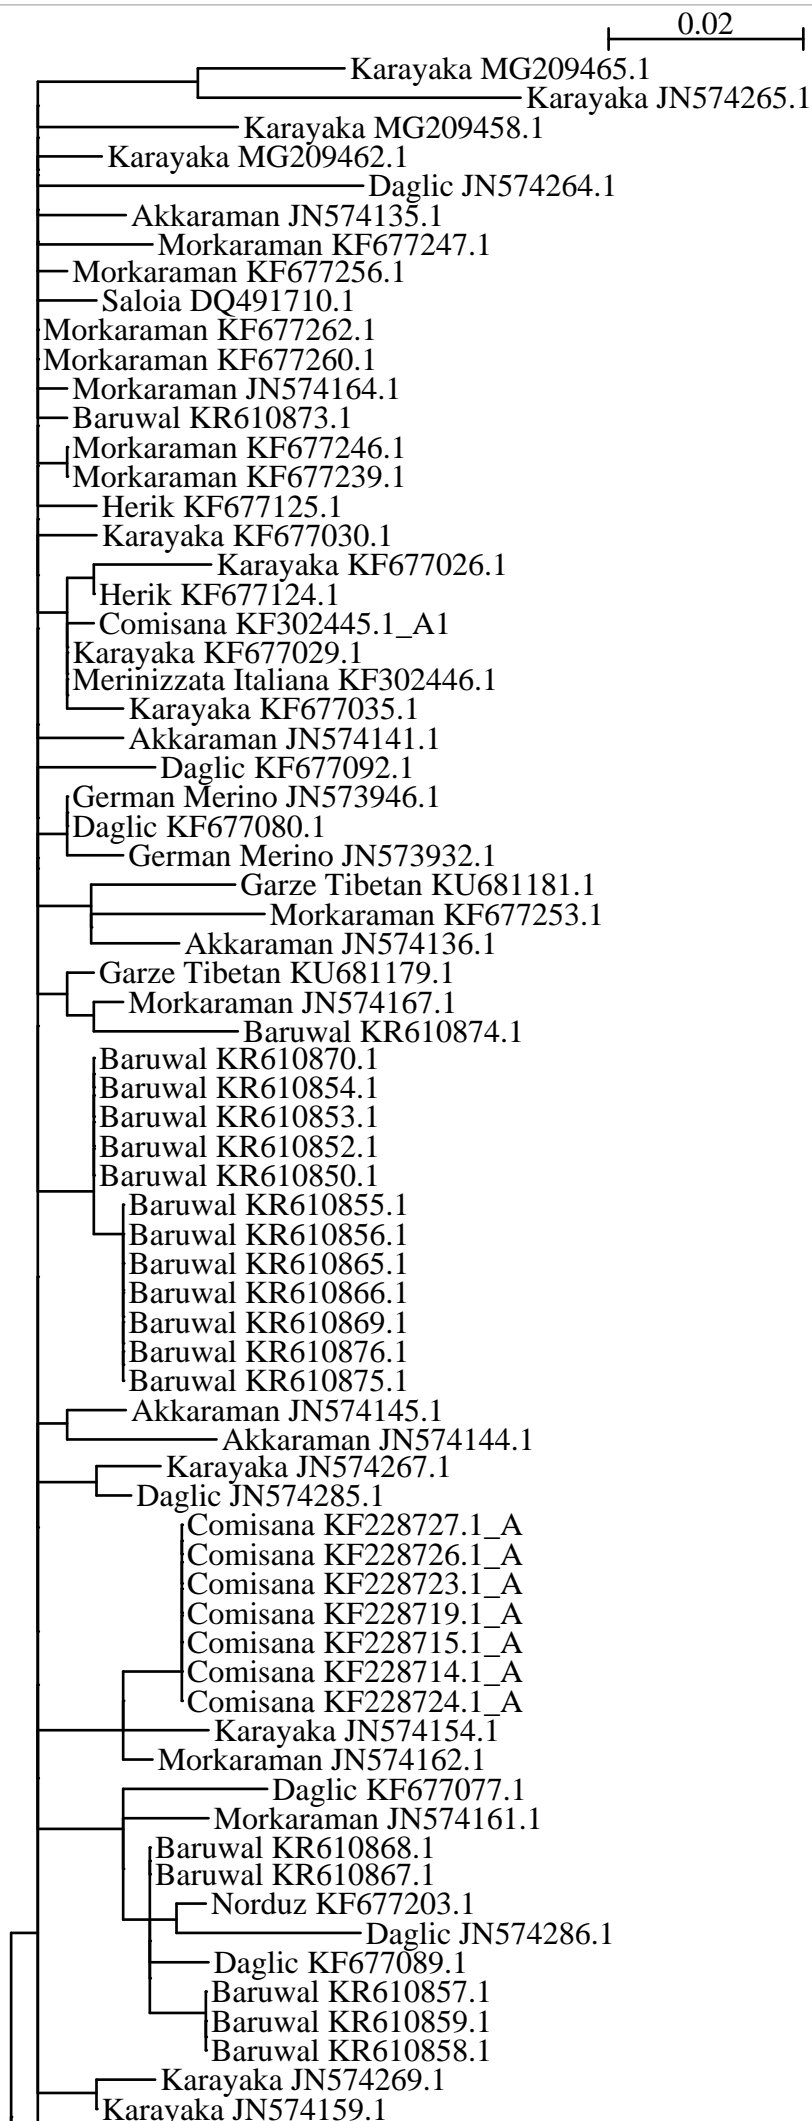 0.02
Karayaka MG209465.1
Karayaka JN574265.1
Karayaka MG209458.1
Karayaka MG209462.1
Daglic JN574264.1
Akkaraman JN574135.1
Morkaraman KF677247.1
Morkaraman KF677256.1
Saloia DQ491710.1
Morkaraman KF677262.1
Morkaraman KF677260.1
Morkaraman JN574164.1
Baruwal KR610873.1
Morkaraman KF677246.1
Morkaraman KF677239.1
Herik KF677125.1
Karayaka KF677030.1
Karayaka KF677026.1
Herik KF677124.1
Comisana KF302445.1_A1
Karayaka KF677029.1
Merinizzata Italiana KF302446.1
Karayaka KF677035.1
Akkaraman JN574141.1
Daglic KF677092.1
German Merino JN573946.1
Daglic KF677080.1
German Merino JN573932.1
Garze Tibetan KU681181.1
Morkaraman KF677253.1
Akkaraman JN574136.1
Garze Tibetan KU681179.1
Morkaraman JN574167.1
Baruwal KR610874.1
Baruwal KR610870.1
Baruwal KR610854.1
Baruwal KR610853.1
Baruwal KR610852.1
Baruwal KR610850.1
Baruwal KR610855.1
Baruwal KR610856.1
Baruwal KR610865.1
Baruwal KR610866.1
Baruwal KR610869.1
Baruwal KR610876.1
Baruwal KR610875.1
Akkaraman JN574145.1
Akkaraman JN574144.1
Karayaka JN574267.1
Daglic JN574285.1
Comisana KF228727.1_A
Comisana KF228726.1_A
Comisana KF228723.1_A
Comisana KF228719.1_A
Comisana KF228715.1_A
Comisana KF228714.1_A
Comisana KF228724.1_A
Karayaka JN574154.1
Morkaraman JN574162.1
Daglic KF677077.1
Morkaraman JN574161.1
Baruwal KR610868.1
Baruwal KR610867.1
Norduz KF677203.1
Daglic JN574286.1
Daglic KF677089.1
Baruwal KR610857.1
Baruwal KR610859.1
Baruwal KR610858.1
Karayaka JN574269.1
Karayaka JN574159.1